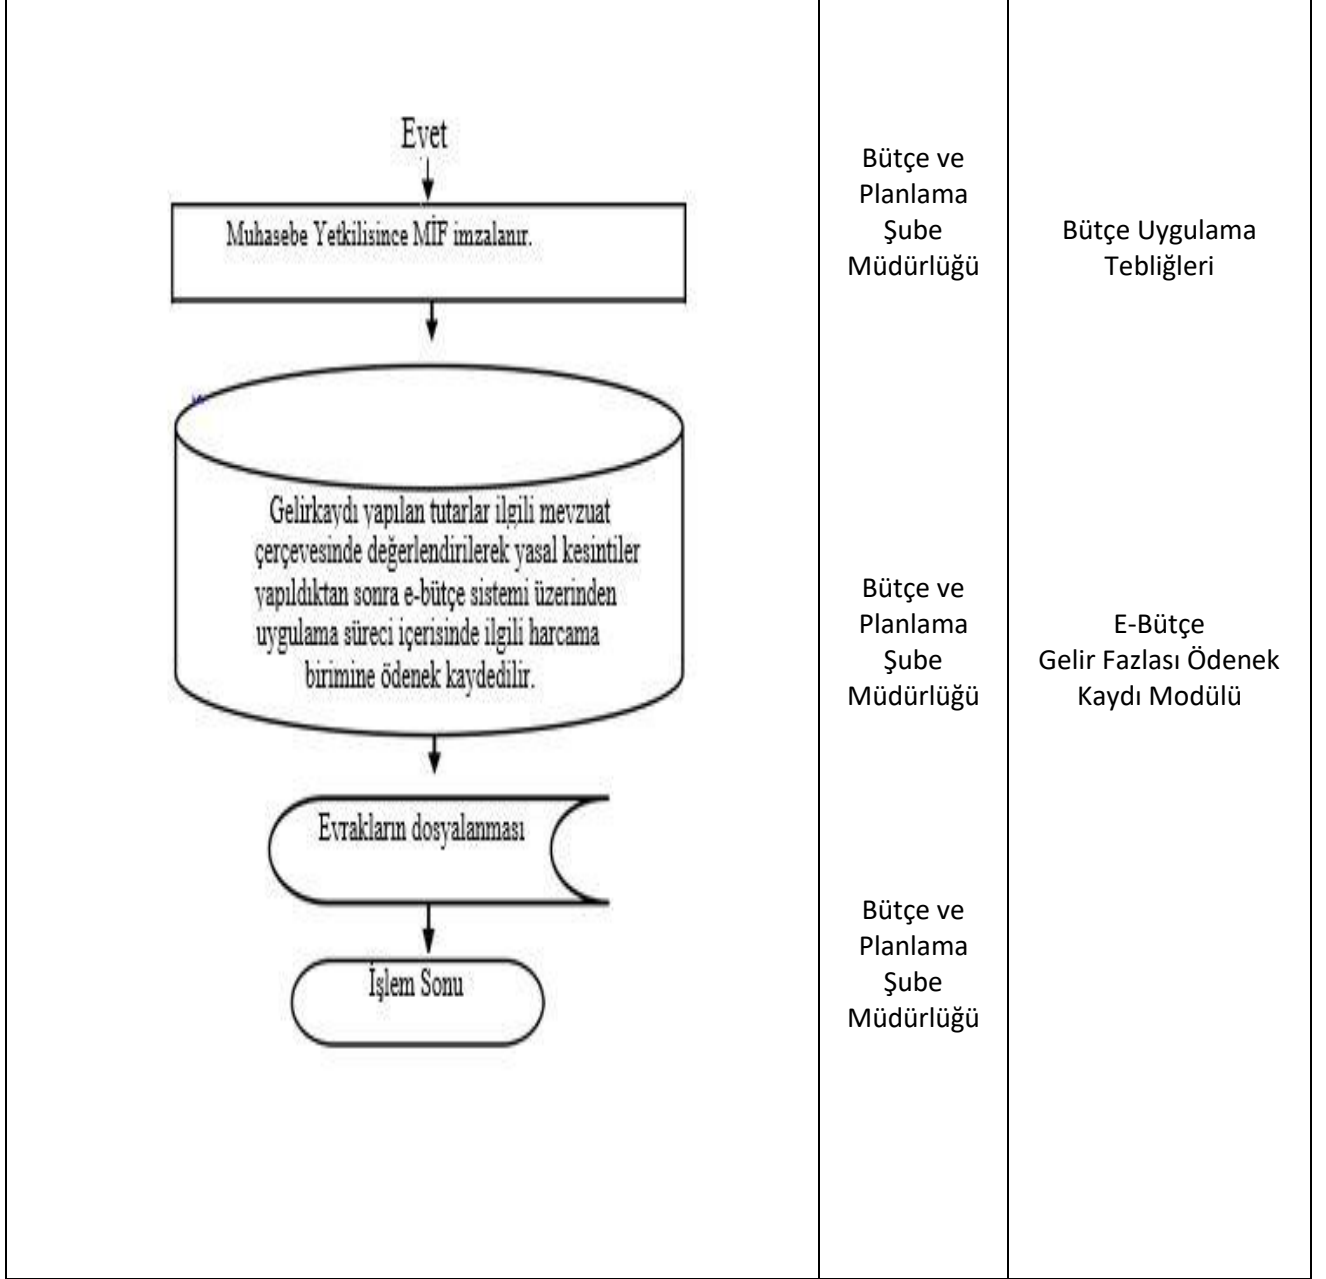 Evet
Muhasebe Yetkilisince MİF imzalanır.
Bütçe ve
Planlama
Şube
Müdürlüğü
Bütçe Uygulama
Tebliğleri
Gelirkaydı yapılan tutarlar ilgili mevzuat
çerçevesinde değerlendirilerek yasal kesintiler
yapıldıktan sonra e-bütçe sistemi üzerinden
uygulama süreci içerisinde ilgili harcama
birimine ödenek kaydedilir.
Bütçe ve
Planlama
Şube
Müdürlüğü
E-Bütçe
Gelir Fazlası Ödenek
Kaydı Modülü
Evrakların dosyalanması
Bütçe ve
Planlama
Şube
Müdürlüğü
İşlem Sonu